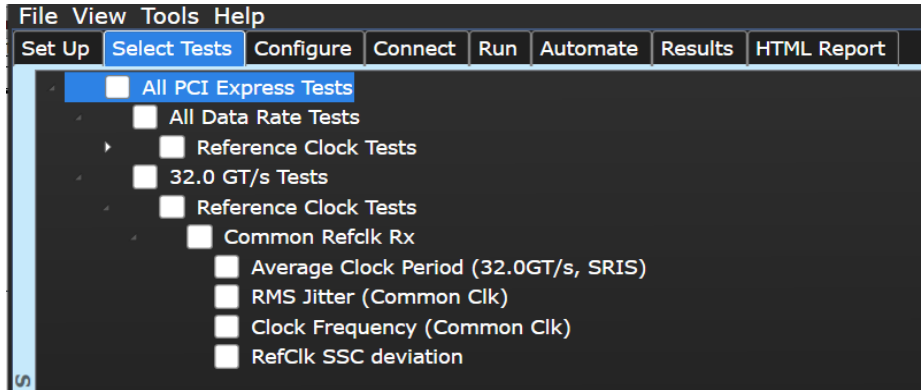 File View Tools Help
Set Up Select Tests Configure Connect Run Automate Results HTML Report
All PCI Express Tests
All Data Rate Tests
Reference Clock Tests
32.0 GT/s Tests
Reference Clock Tests
Common Refclk Rx
Average Clock Period (32.0GT/s, SRIS)
RMS Jitter (Common Clk)
Clock Frequency (Common Clk)
RefClk SSC deviation
s